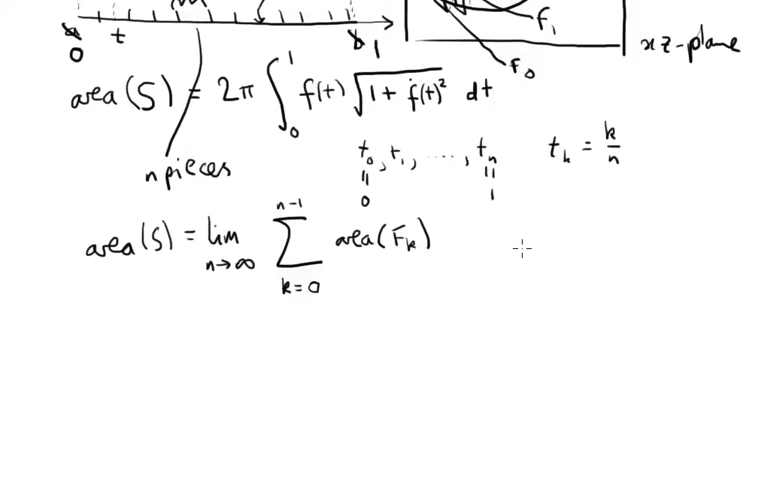 0 t 1
F₁
F₀
xz-plane
area(S) = 2π ∫₀¹ f(t) √(1 + ḟ(t)²) dt
n pieces
t₀, t₁, ....., tₙ tₖ = k/n
= =
0 1
area(S) = lim n→∞ ∑ k=0 n-1 area(Fₖ)